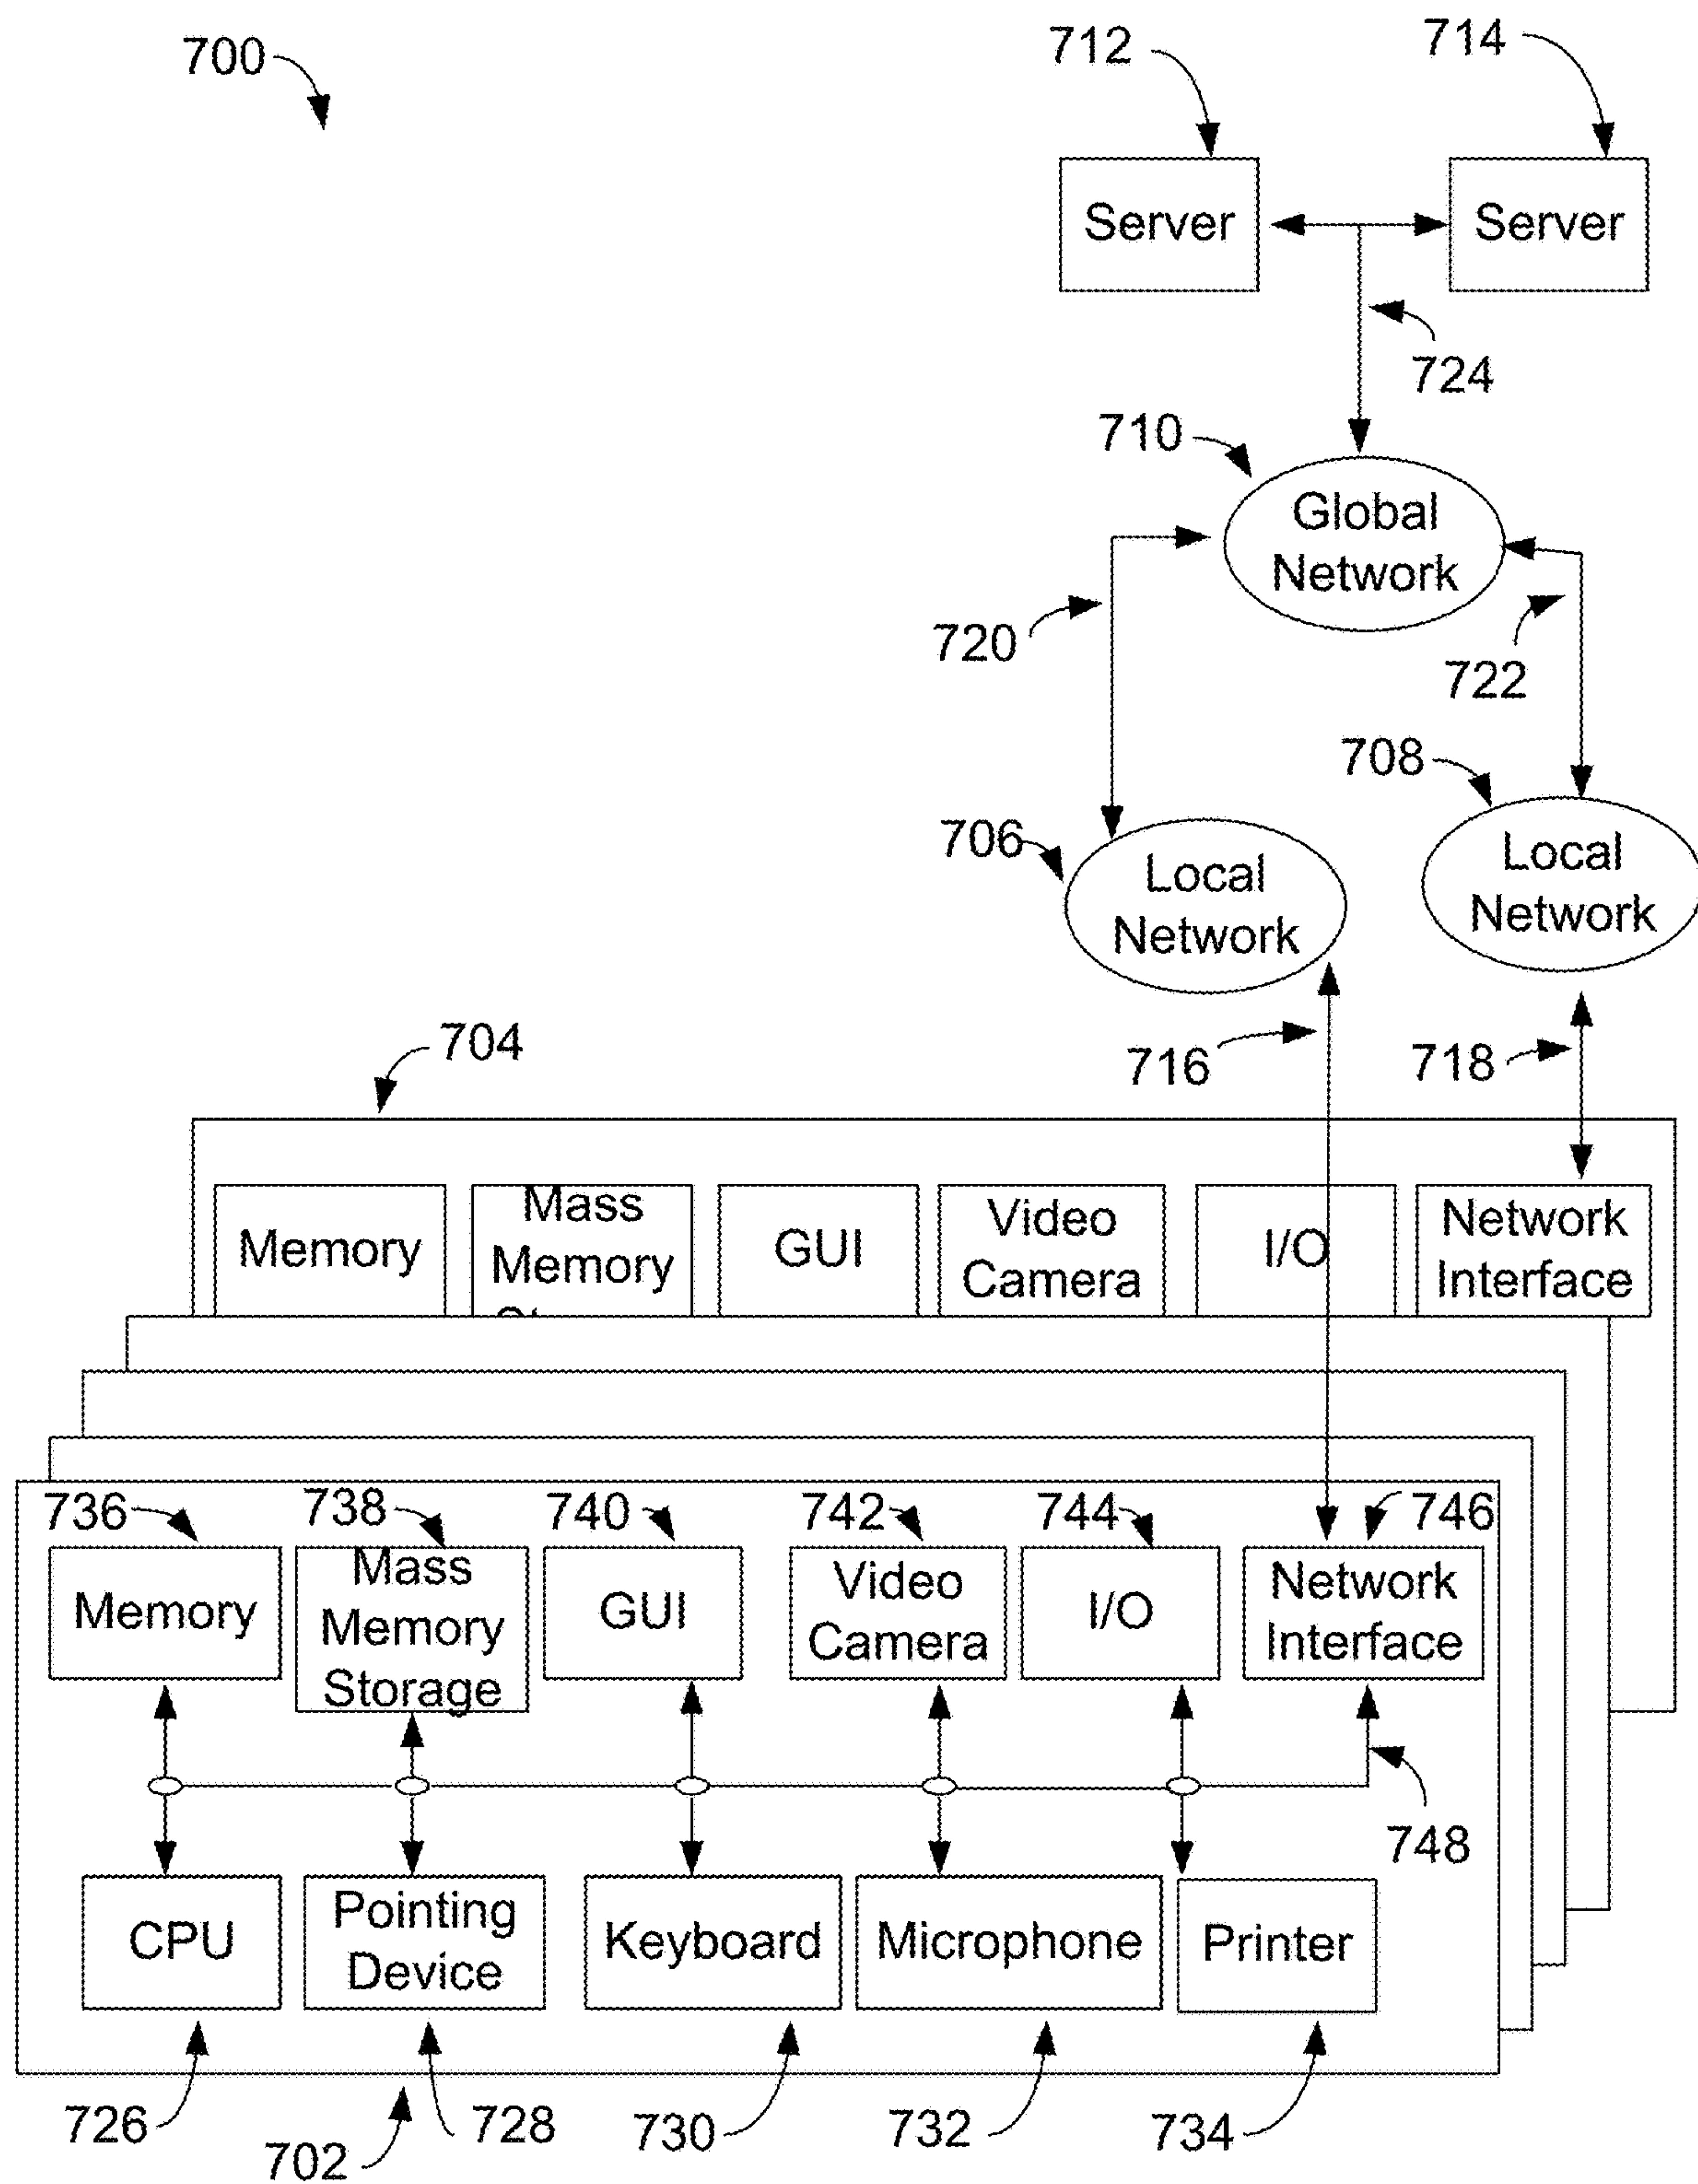 700
712
714
Server
Server
724
710
Global
Network
720
722
708
706
Local
Network
Local
Network
704
716
718
Memory
Mass
Memory
GUI
Video
Camera
I/O
Network
Interface
736
738
740
742
744
746
Memory
Mass
Memory
Storage
GUI
Video
Camera
I/O
Network
Interface
748
CPU
Pointing
Device
Keyboard
Microphone
Printer
726
702
728
730
732
734